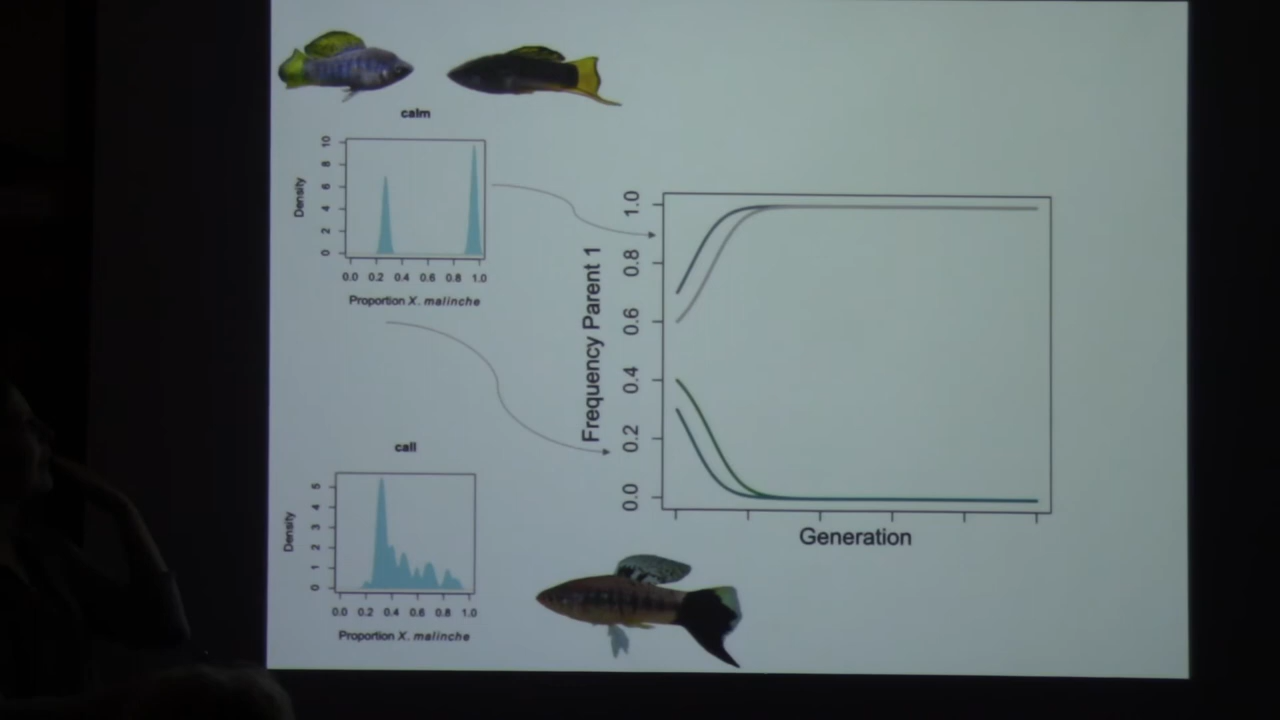 calm
10
8
6
4
2
0
Density
0.0 0.2 0.4 0.6 0.8 1.0
Proportion X. malinche
call
5
4
3
2
1
0
Density
0.0 0.2 0.4 0.6 0.8 1.0
Proportion X. malinche
1.0
0.8
0.6
0.4
0.2
0.0
Frequency Parent 1
Generation